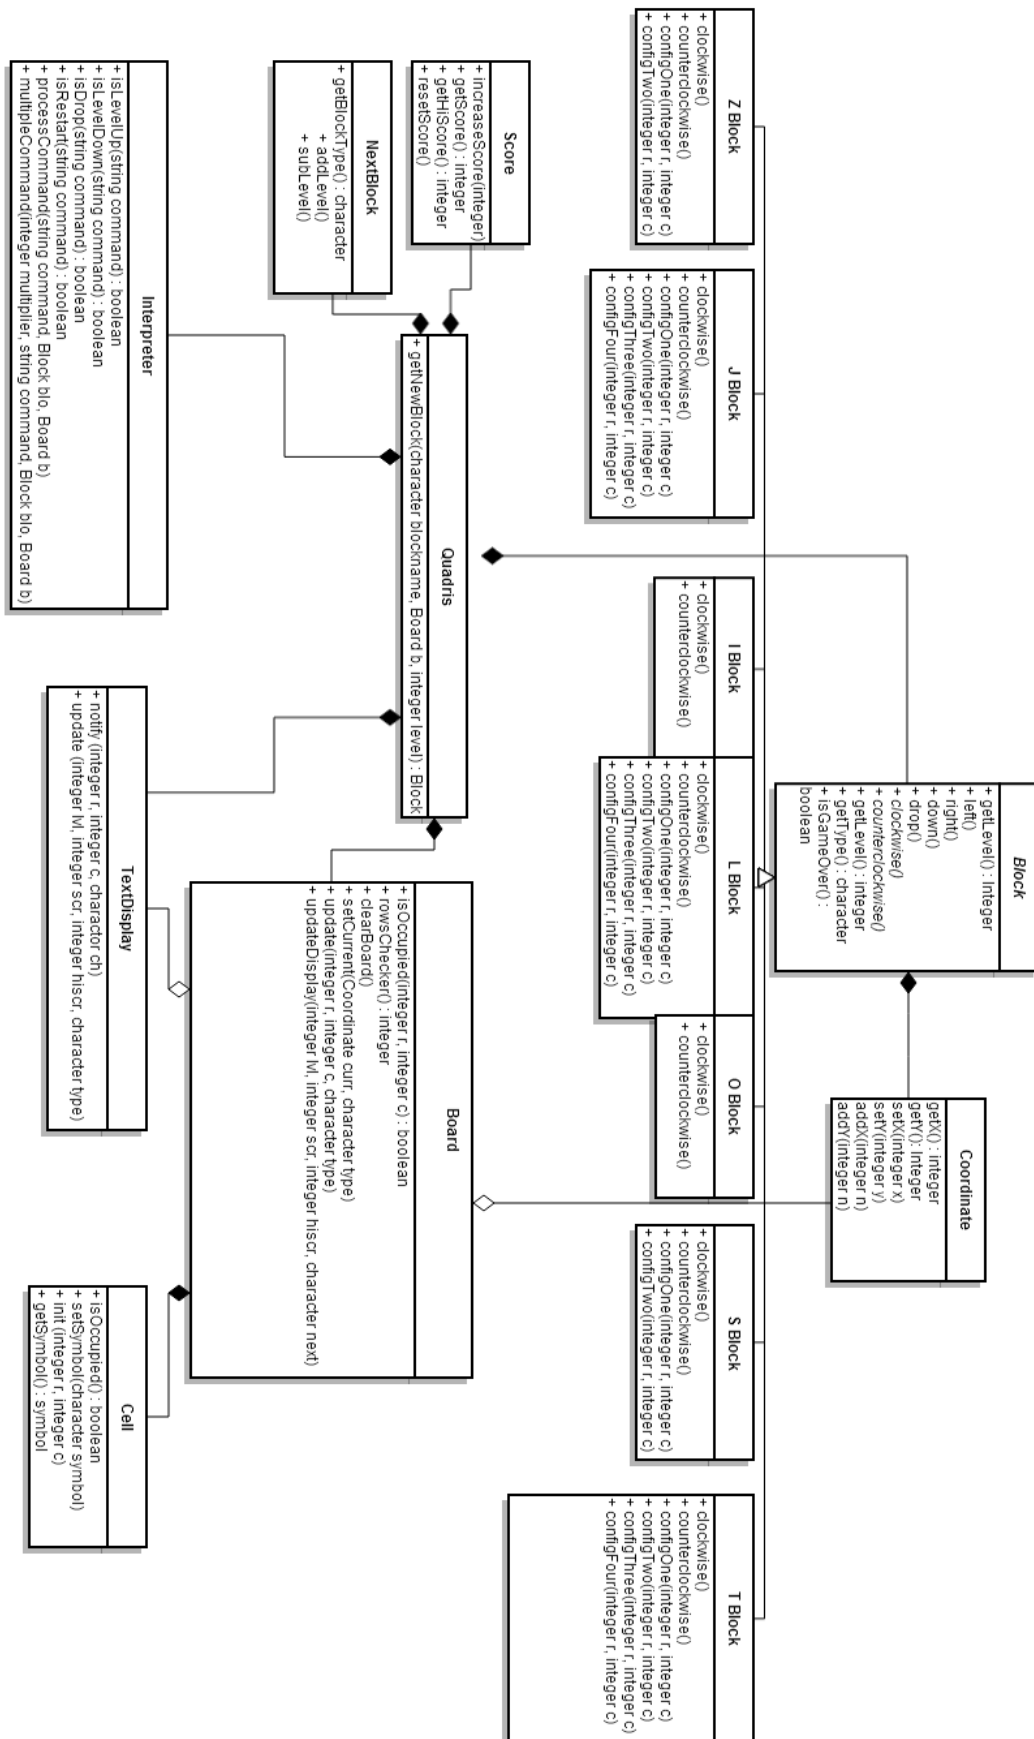 Block
+ getLevel() : Integer
+ left()
+ right()
+ down()
+ drop()
+ clockwise()
+ counterclockwise()
+ getLevel() : integer
+ getType() : character
+ isGameOver() :
boolean
Coordinate
getX() : integer
getY(): Integer
setX(integer x)
setY(integer y)
addX(integer n)
addY(integer n)
Z Block
+ clockwise()
+ counterclockwise()
+ configOne(integer r, integer c)
+ configTwo(integer r, integer c)
J Block
+ clockwise()
+ counterclockwise()
+ configOne(integer r, integer c)
+ configTwo(integer r, integer c)
+ configThree(integer r, integer c)
+ configFour(integer r, integer c)
I Block
+ clockwise()
+ counterclockwise()
L Block
+ clockwise()
+ counterclockwise()
+ configOne(integer r, integer c)
+ configTwo(integer r, integer c)
+ configThree(integer r, integer c)
+ configFour(integer r, integer c)
O Block
+ clockwise()
+ counterclockwise()
S Block
+ clockwise()
+ counterclockwise()
+ configOne(integer r, integer c)
+ configTwo(integer r, integer c)
T Block
+ clockwise()
+ counterclockwise()
+ configOne(integer r, integer c)
+ configTwo(integer r, integer c)
+ configThree(integer r, integer c)
+ configFour(integer r, integer c)
Score
+ increaseScore(integer)
+ getScore() : integer
+ getHiScore() : integer
+ resetScore()
Quadris
+ getNewBlock(character blockname, Board b, integer level) : Block
NextBlock
+ getBlockType() : character
+ addLevel()
+ subLevel()
Board
+ isOccupied(integer r, integer c) : boolean
+ rowsChecker() : integer
+ clearBoard()
+ setCurrent(Coordinate curr, character type)
+ update(integer r, integer c, character type)
+ updateDisplay(integer lvl, integer scr, integer hiscr, character next)
Interpreter
+ isLevelUp(string command) : boolean
+ isLevelDown(string command) : boolean
+ isDrop(string command) : boolean
+ isRestart(string command) : boolean
+ processCommand(string command, Block blo, Board b)
+ multipleCommand(integer multiplier, string command, Block blo, Board b)
TextDisplay
+ notify (integer r, integer c, charactor ch)
+ update (integer lvl, integer scr, integer hiscr, character type)
Cell
+ isOccupied() : boolean
+ setSymbol(character symbol)
+ init (integer r, integer c)
+ getSymbol() : symbol